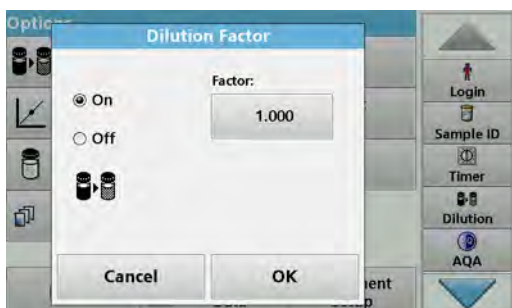 Dilution Factor
On
Off
Factor:
1.000
Cancel
OK
Login
Sample ID
Timer
Dilution
AQA